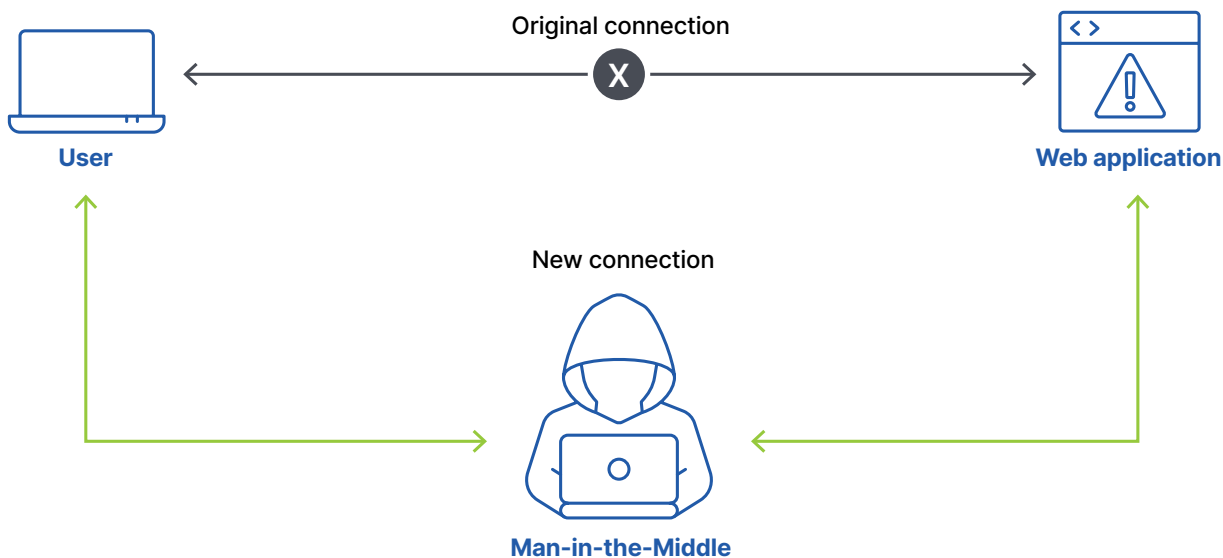 Original connection
X
User
Web application
New connection
Man-in-the-Middle